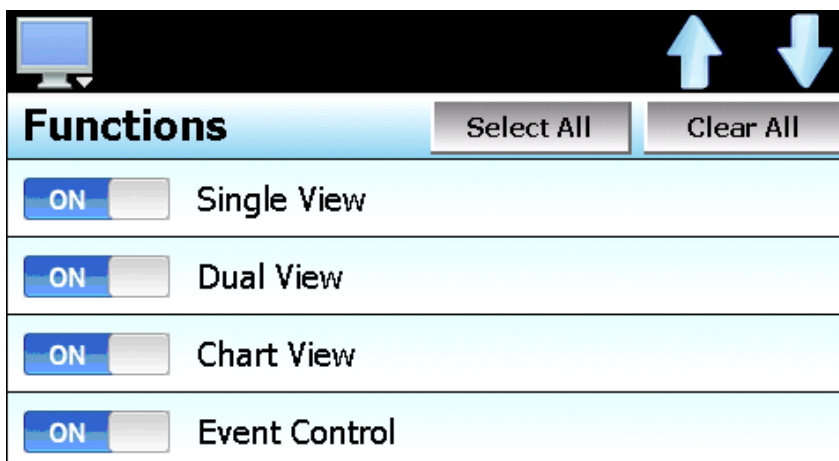 Functions Select All Clear All
ON Single View
ON Dual View
ON Chart View
ON Event Control